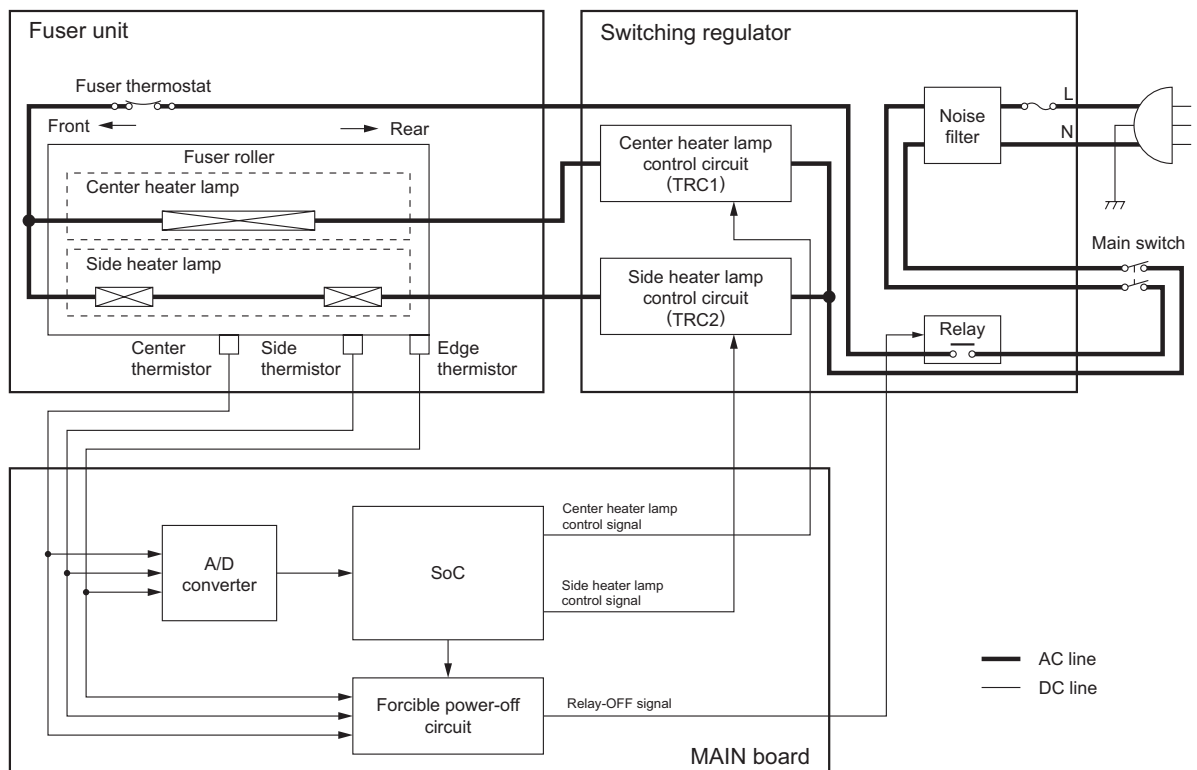 Fuser unit
Switching regulator
Fuser thermostat
Front
Rear
Fuser roller
Center heater lamp
Side heater lamp
Center
thermistor
Side
thermistor
Edge
thermistor
Center heater lamp
control circuit
(TRC1)
Side heater lamp
control circuit
(TRC2)
Noise
filter
L
N
Main switch
Relay
A/D
converter
SoC
Center heater lamp
control signal
Side heater lamp
control signal
Forcible power-off
circuit
Relay-OFF signal
MAIN board
AC line
DC line